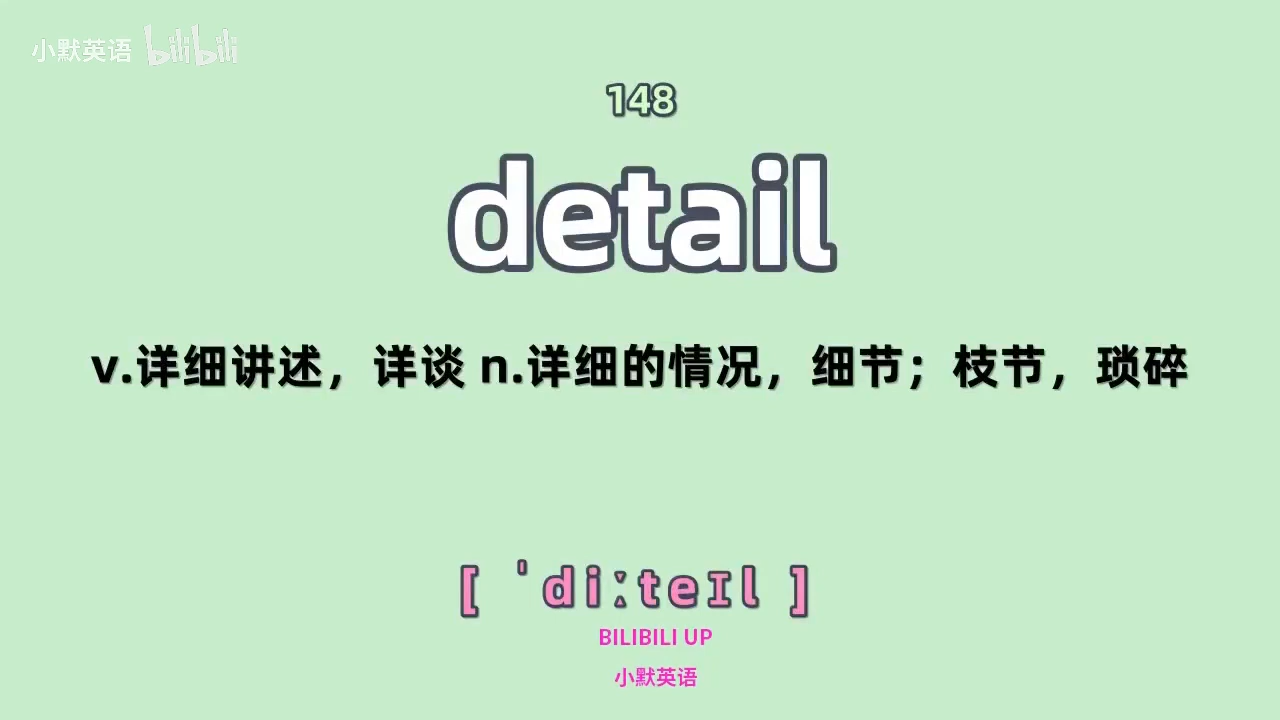 小默英语 bilibili
148
detail
v.详细讲述，详谈 n.详细的情况，细节；枝节，琐碎
[ ˈdiːteɪl ]
BILIBILI UP
小默英语